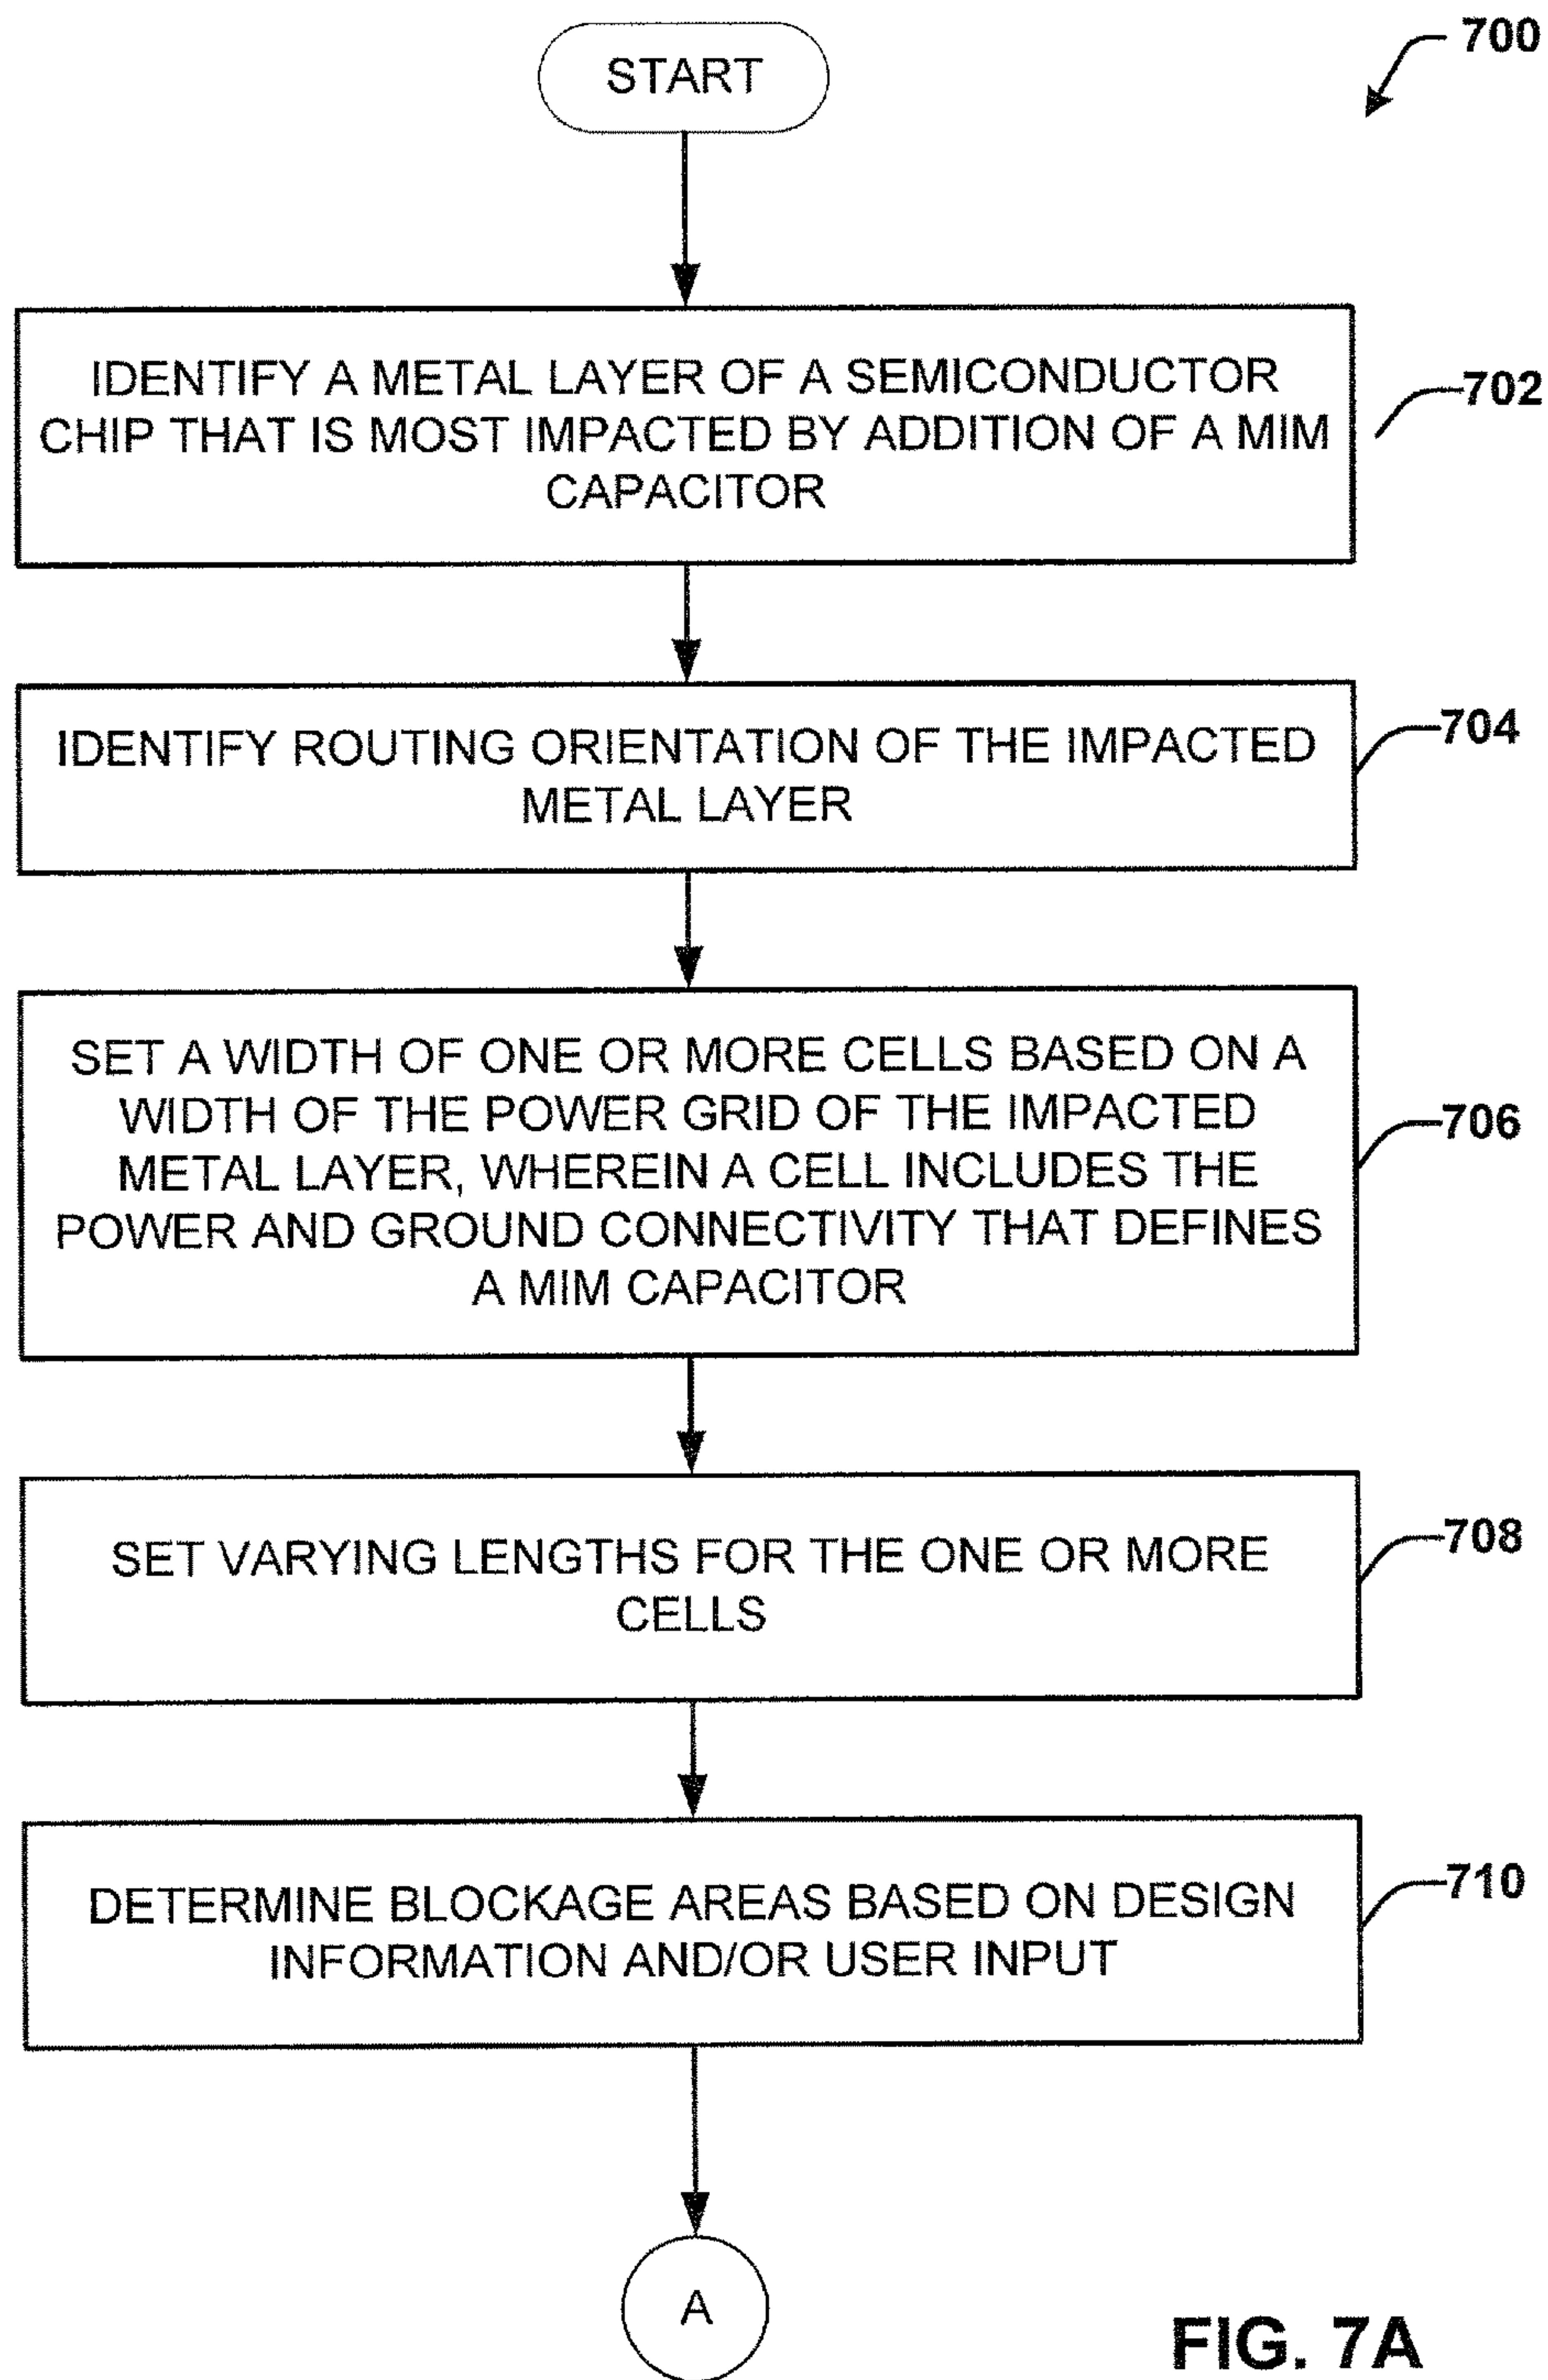 700
START
IDENTIFY A METAL LAYER OF A SEMICONDUCTOR
CHIP THAT IS MOST IMPACTED BY ADDITION OF A MIM
CAPACITOR
702
IDENTIFY ROUTING ORIENTATION OF THE IMPACTED
METAL LAYER
704
SET A WIDTH OF ONE OR MORE CELLS BASED ON A
WIDTH OF THE POWER GRID OF THE IMPACTED
METAL LAYER, WHEREIN A CELL INCLUDES THE
POWER AND GROUND CONNECTIVITY THAT DEFINES
A MIM CAPACITOR
706
SET VARYING LENGTHS FOR THE ONE OR MORE
CELLS
708
DETERMINE BLOCKAGE AREAS BASED ON DESIGN
INFORMATION AND/OR USER INPUT
710
A
FIG. 7A